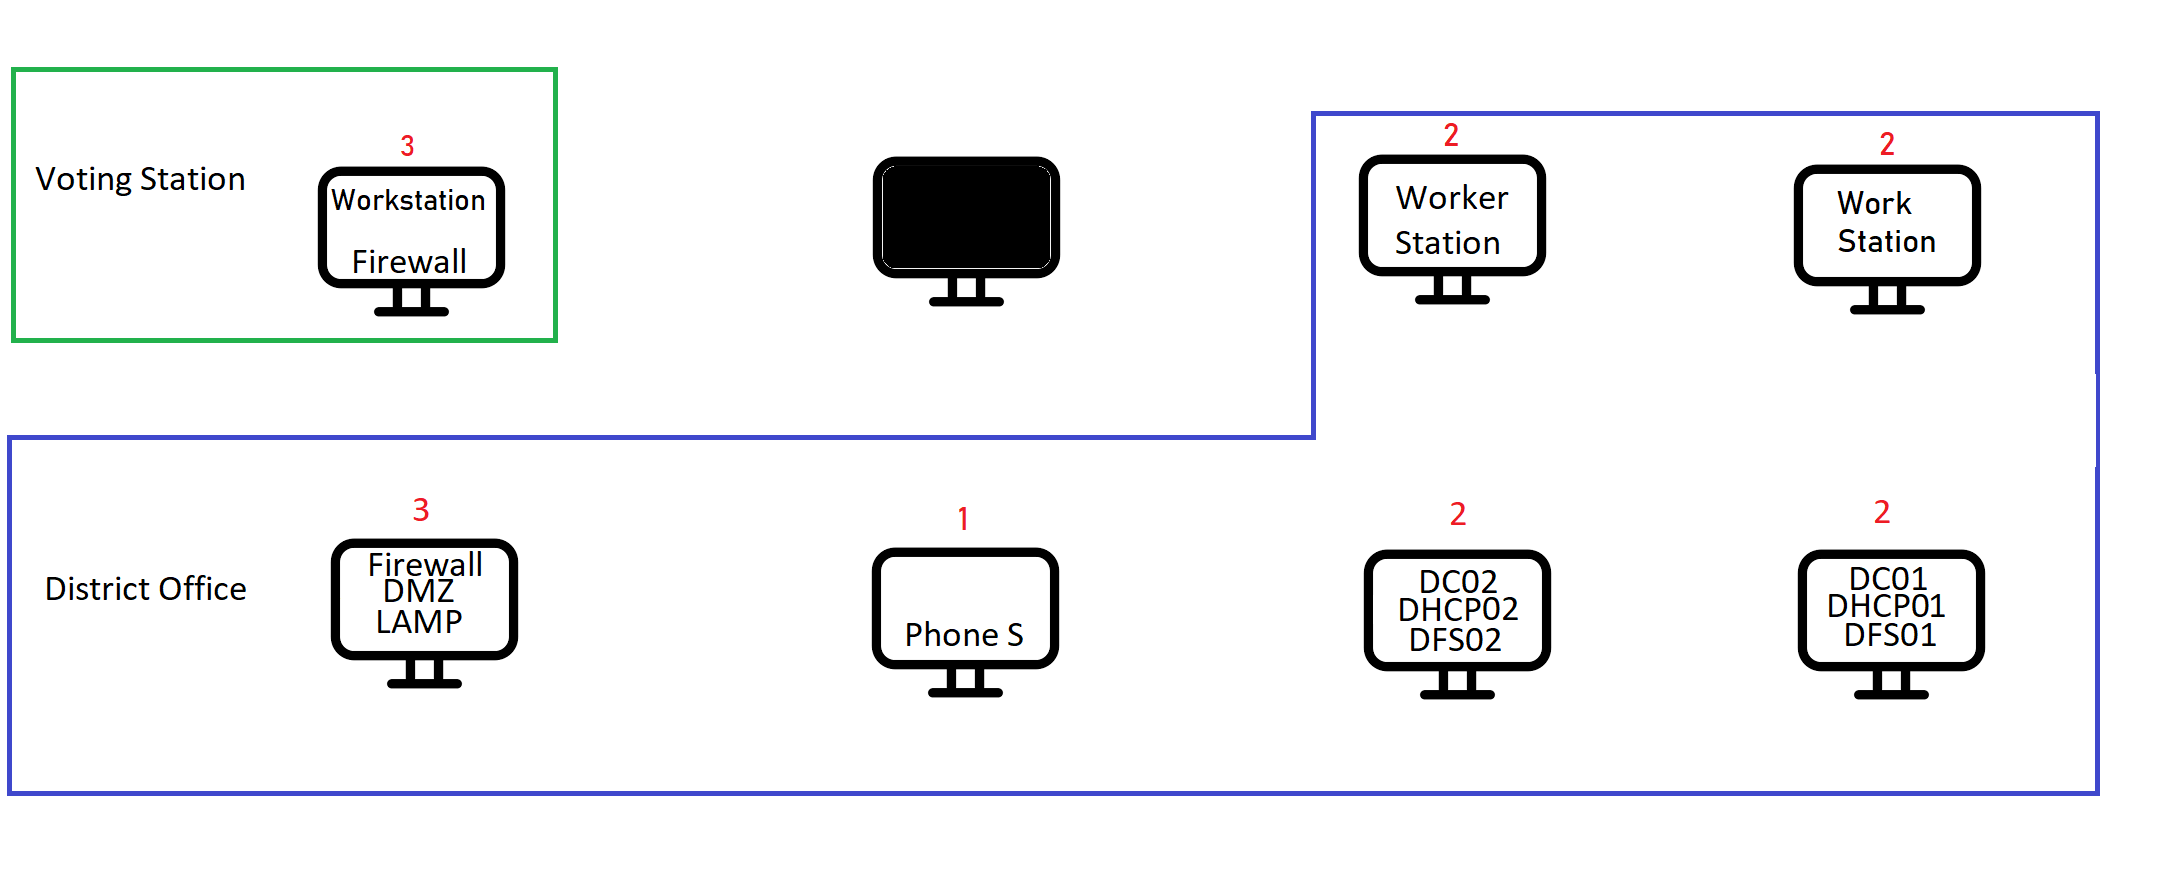 Voting Station
3
Workstation
Firewall
2
Worker
Station
2
Work
Station
District Office
3
Firewall
DMZ
LAMP
1
Phone S
2
DC02
DHCP02
DFS02
2
DC01
DHCP01
DFS01